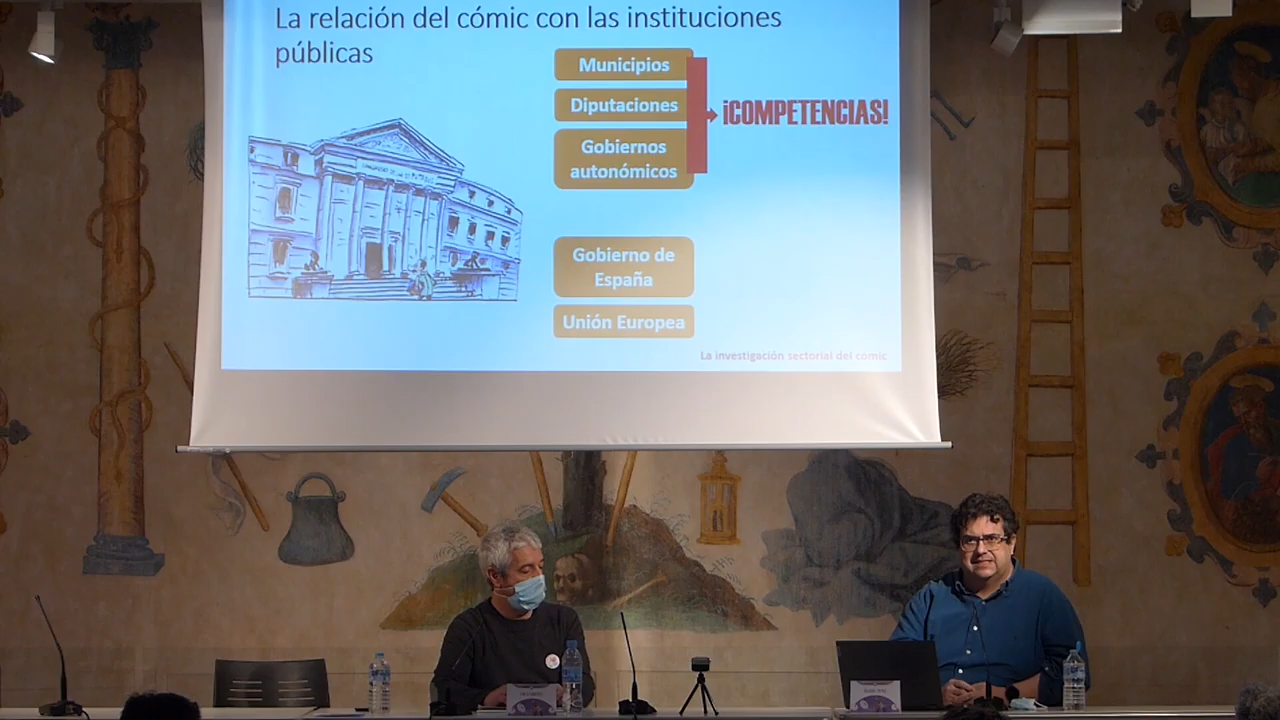 La relación del cómic con las instituciones
públicas
Municipios
Diputaciones
Gobiernos
autonómicos
¡COMPETENCIAS!
Gobierno de
España
Unión Europea
La investigación sectorial del comic